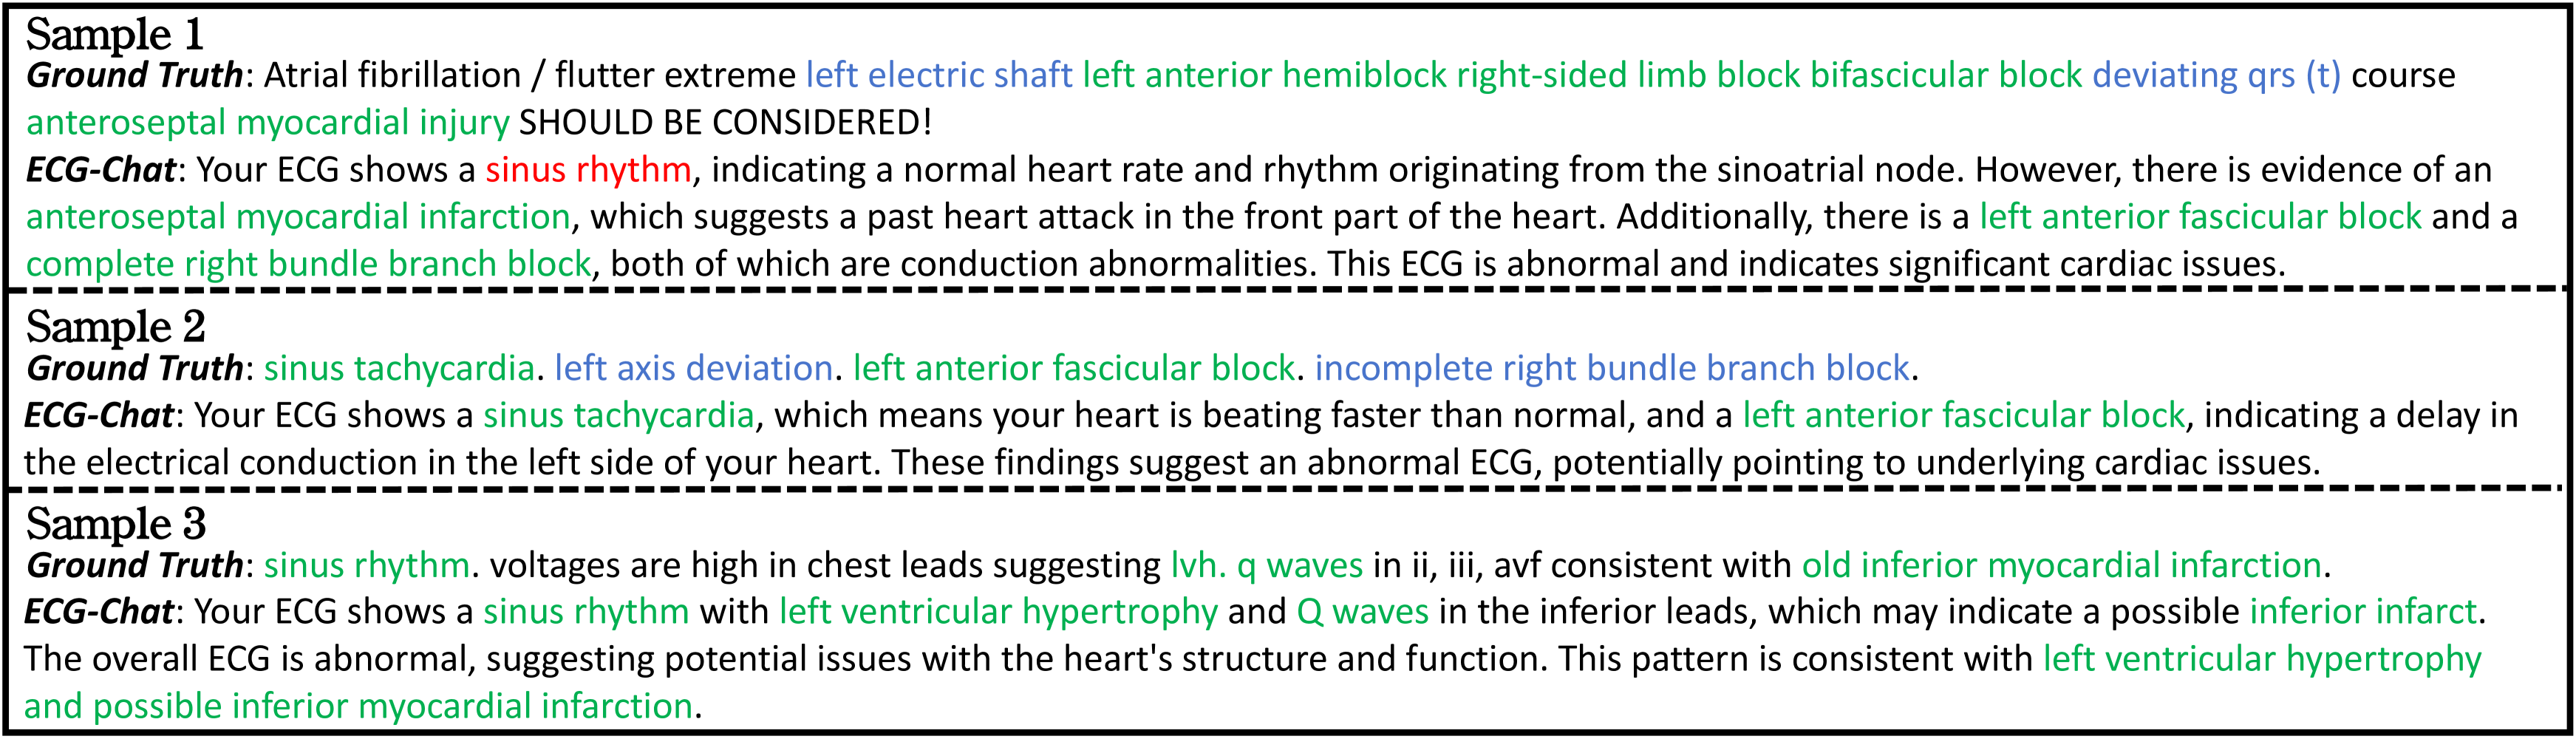 Sample 1
Ground Truth: Atrial fibrillation / flutter extreme left electric shaft left anterior hemiblock right-sided limb block bifascicular block deviating qrs (t) course
anteroseptal myocardial injury SHOULD BE CONSIDERED!
ECG-Chat: Your ECG shows a sinus rhythm, indicating a normal heart rate and rhythm originating from the sinoatrial node. However, there is evidence of an
anteroseptal myocardial infarction, which suggests a past heart attack in the front part of the heart. Additionally, there is a left anterior fascicular block and a
complete right bundle branch block, both of which are conduction abnormalities. This ECG is abnormal and indicates significant cardiac issues.
Sample 2
Ground Truth: sinus tachycardia. left axis deviation. left anterior fascicular block. incomplete right bundle branch block.
ECG-Chat: Your ECG shows a sinus tachycardia, which means your heart is beating faster than normal, and a left anterior fascicular block, indicating a delay in
the electrical conduction in the left side of your heart. These findings suggest an abnormal ECG, potentially pointing to underlying cardiac issues.
Sample 3
Ground Truth: sinus rhythm. voltages are high in chest leads suggesting lvh. q waves in ii, iii, avf consistent with old inferior myocardial infarction.
ECG-Chat: Your ECG shows a sinus rhythm with left ventricular hypertrophy and Q waves in the inferior leads, which may indicate a possible inferior infarct.
The overall ECG is abnormal, suggesting potential issues with the heart's structure and function. This pattern is consistent with left ventricular hypertrophy
and possible inferior myocardial infarction.